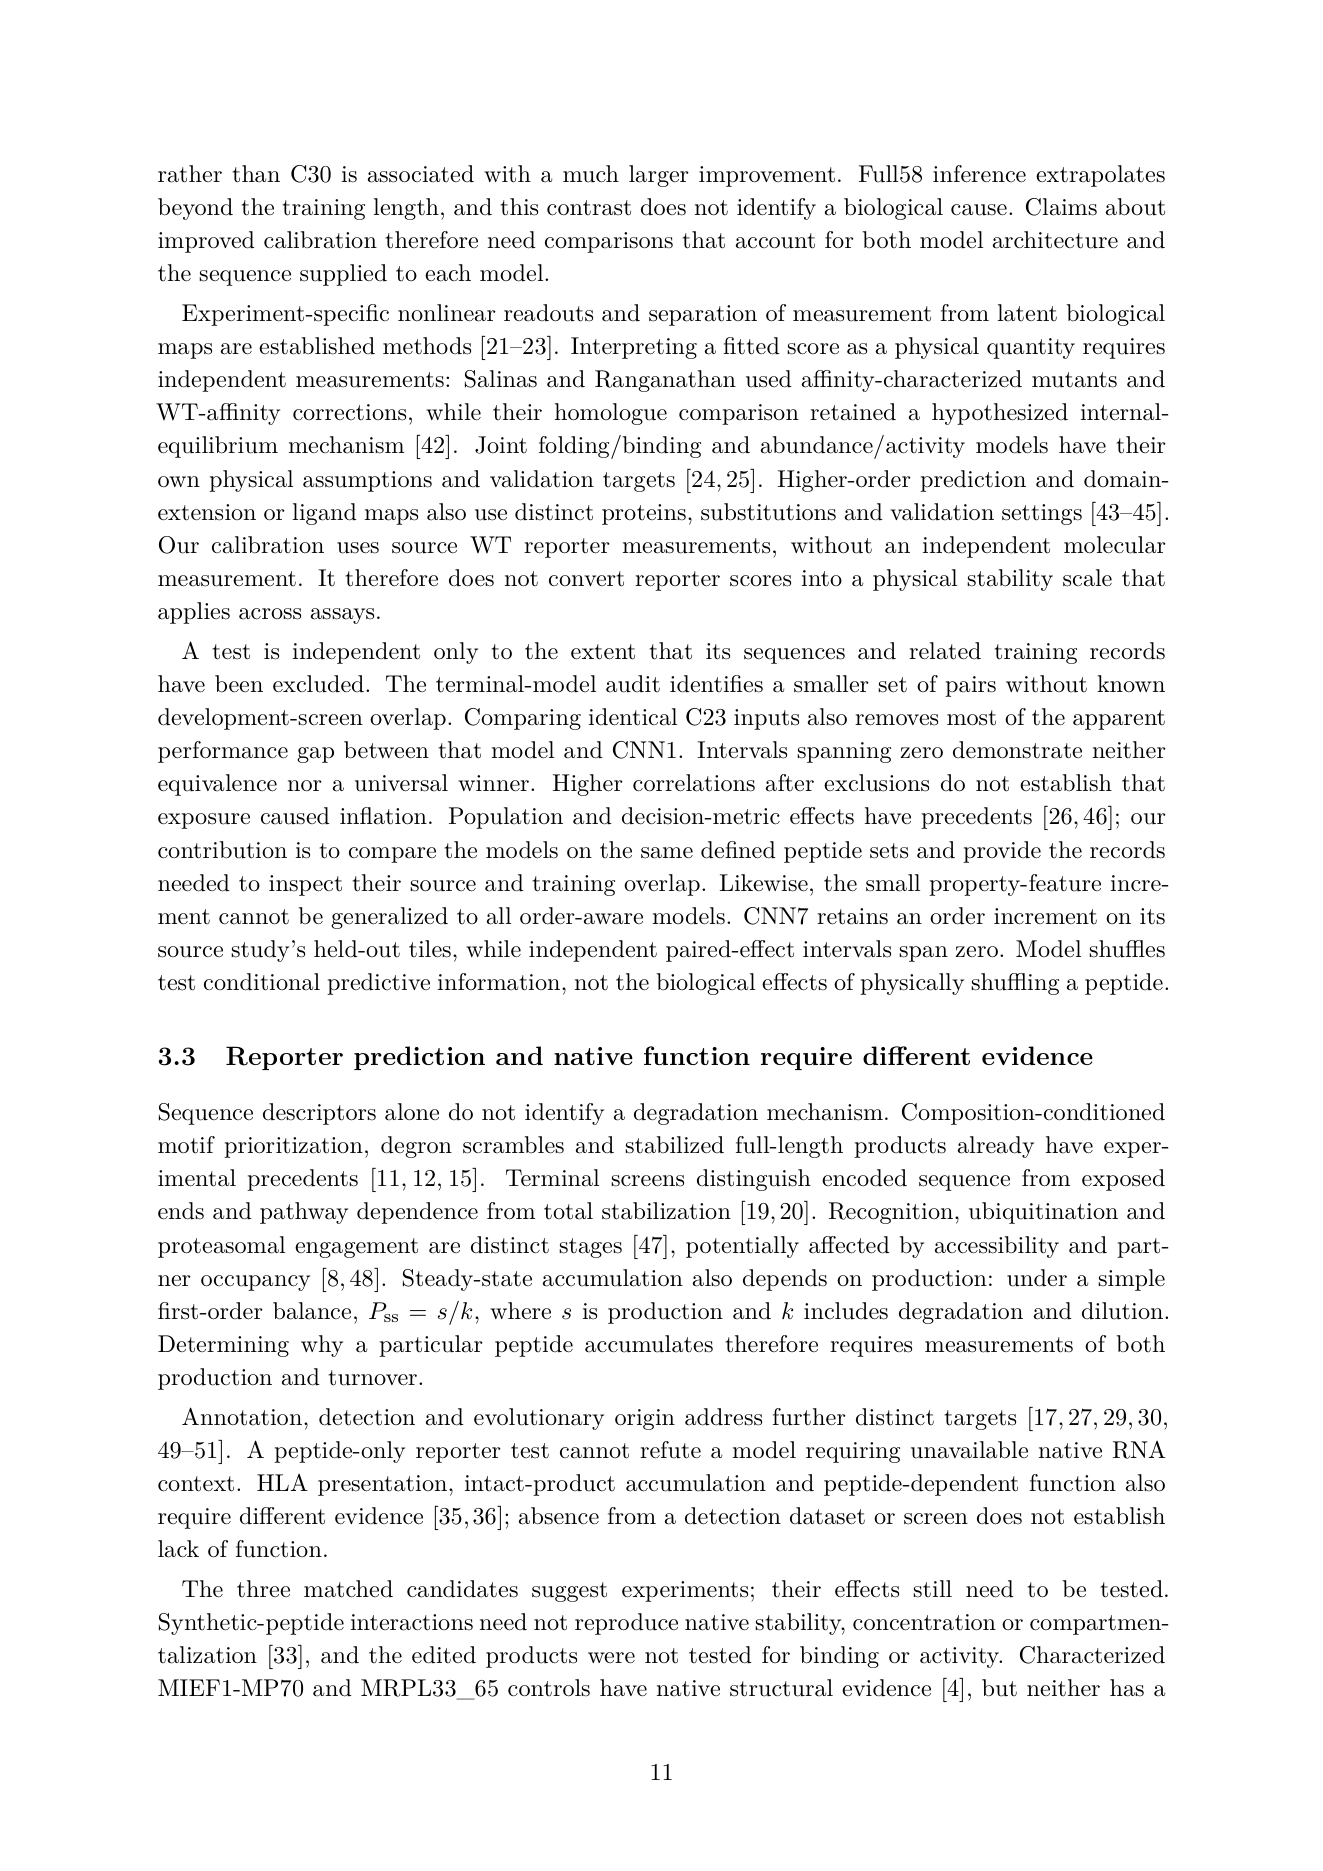 rather than C30 is associated with a much larger improvement. Full58 inference extrapolates
beyond the training length, and this contrast does not identify a biological cause. Claims about
improved calibration therefore need comparisons that account for both model architecture and
the sequence supplied to each model.
Experiment-specific nonlinear readouts and separation of measurement from latent biological
maps are established methods [21–23]. Interpreting a fitted score as a physical quantity requires
independent measurements: Salinas and Ranganathan used affinity-characterized mutants and
WT-affinity corrections, while their homologue comparison retained a hypothesized internal-
equilibrium mechanism [42]. Joint folding/binding and abundance/activity models have their
own physical assumptions and validation targets [24, 25]. Higher-order prediction and domain-
extension or ligand maps also use distinct proteins, substitutions and validation settings [43–45].
Our calibration uses source WT reporter measurements, without an independent molecular
measurement. It therefore does not convert reporter scores into a physical stability scale that
applies across assays.
A test is independent only to the extent that its sequences and related training records
have been excluded. The terminal-model audit identifies a smaller set of pairs without known
development-screen overlap. Comparing identical C23 inputs also removes most of the apparent
performance gap between that model and CNN1. Intervals spanning zero demonstrate neither
equivalence nor a universal winner. Higher correlations after exclusions do not establish that
exposure caused inflation. Population and decision-metric effects have precedents [26, 46]; our
contribution is to compare the models on the same defined peptide sets and provide the records
needed to inspect their source and training overlap. Likewise, the small property-feature incre-
ment cannot be generalized to all order-aware models. CNN7 retains an order increment on its
source study's held-out tiles, while independent paired-effect intervals span zero. Model shuffles
test conditional predictive information, not the biological effects of physically shuffling a peptide.
3.3 Reporter prediction and native function require different evidence
Sequence descriptors alone do not identify a degradation mechanism. Composition-conditioned
motif prioritization, degron scrambles and stabilized full-length products already have exper-
imental precedents [11, 12, 15]. Terminal screens distinguish encoded sequence from exposed
ends and pathway dependence from total stabilization [19, 20]. Recognition, ubiquitination and
proteasomal engagement are distinct stages [47], potentially affected by accessibility and part-
ner occupancy [8, 48]. Steady-state accumulation also depends on production: under a simple
first-order balance, P_ss = s/k, where s is production and k includes degradation and dilution.
Determining why a particular peptide accumulates therefore requires measurements of both
production and turnover.
Annotation, detection and evolutionary origin address further distinct targets [17, 27, 29, 30,
49–51]. A peptide-only reporter test cannot refute a model requiring unavailable native RNA
context. HLA presentation, intact-product accumulation and peptide-dependent function also
require different evidence [35, 36]; absence from a detection dataset or screen does not establish
lack of function.
The three matched candidates suggest experiments; their effects still need to be tested.
Synthetic-peptide interactions need not reproduce native stability, concentration or compartmen-
talization [33], and the edited products were not tested for binding or activity. Characterized
MIEF1-MP70 and MRPL33_65 controls have native structural evidence [4], but neither has a
11